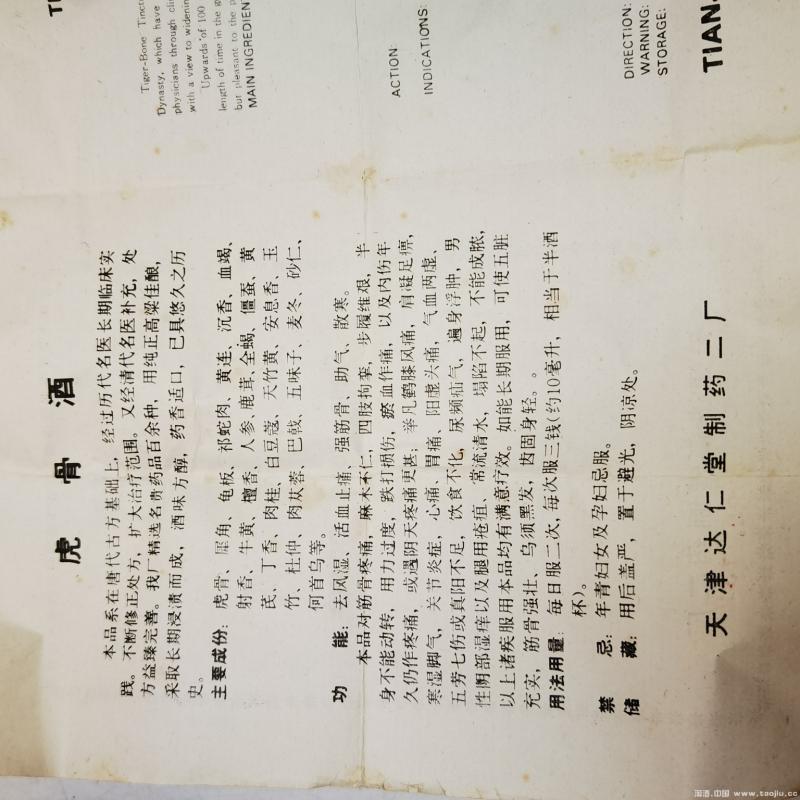 虎骨酒
本品系在唐代古方基础上，经过历代名医长期临床实
践。不断修正处方，扩大治疗范围。又经清代名医补充，处
方益臻完善。我厂精选名贵药品百余种，用纯正高粱佳酿，
采取长期浸渍而成，酒味方醇，药香适口，已具悠久之历
史。
主要成份：虎骨、犀角、龟板、祁蛇肉、黄连、沉香、血竭、
射香、牛黄、檀香、人参、鹿茸、全蝎、僵蚕、黄
芪、丁香、肉桂、白豆蔻、天竹黄、安息香、玉
竹、杜仲、肉苁蓉、巴戟、五味子、麦冬、砂仁、
何首乌等。
功能：去风湿、活血止痛、强筋骨、助气、散寒。
本品对筋骨疼痛，麻木不仁，四肢拘挛，步履维艰，半
身不能动转，用力过度，跌打损伤，瘀血作痛，以及内伤年
久仍作疼痛，或遇阴天疼痛更甚；举凡鹤膝风痛，肩凝足痹，
寒湿脚气，关节炎症，心痛、胃痛、阳虚头痛，气血两虚、
五劳七伤或真阳不足，饮食不化，尿频疝气，遍身浮肿，男
性阴部湿痒以及腿用疮疽、常流清水，塌陷不起，不能成脓，
以上诸疾服用本品均有满意疗效。如能长期服用，可使五脏
充实，筋骨强壮、乌须黑发，因固身轻。。
用法用量：每日服二次，每次服三钱（约10毫升，相当于半酒
杯）。
禁忌：年青妇女及孕妇忌服。
储藏：用后盖严，置于避光，阴凉处。
天津达仁堂制药二厂
Tiger-Bone Tinct
Dynasty, which have
physicians through cli
with a view to widenin
Upwards of 100
length of time in the g
but pleasant to the p
MAIN INGREDIEN
ACTION:
INDICATIONS:
DIRECTION:
WARNING:
STORAGE:
TIAN
淘酒.中国 www.taojiu.cc